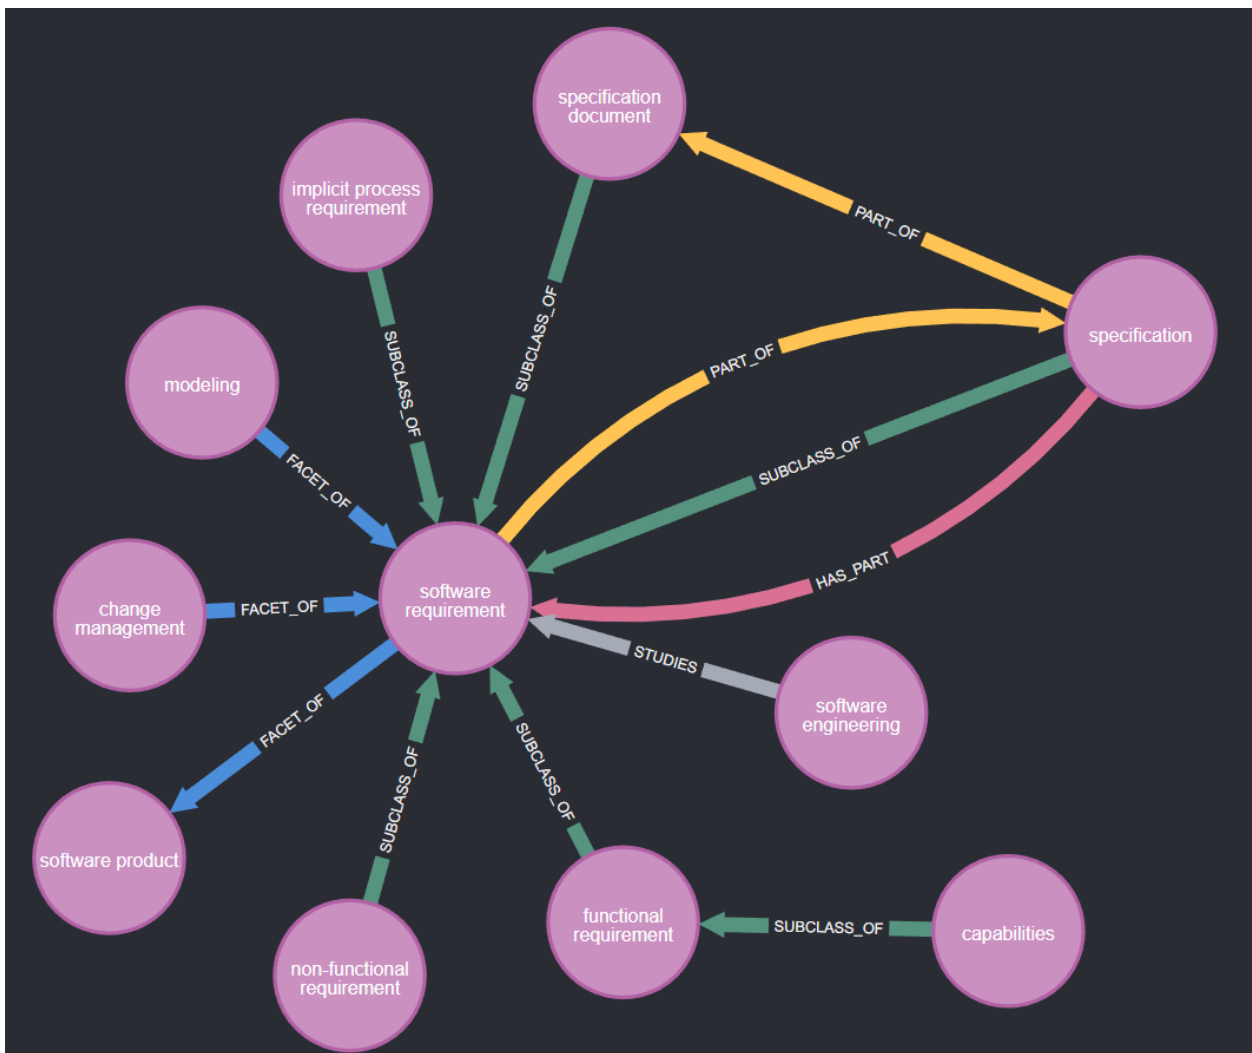 specification
document
implicit process
requirement
PART_OF
specification
SUBCLASS_OF
SUBCLASS_OF
PART_OF
modeling
FACET_OF
SUBCLASS_OF
HAS_PART
software
requirement
change
management
FACET_OF
STUDIES
software
engineering
FACET_OF
SUBCLASS_OF
SUBCLASS_OF
software product
functional
requirement
SUBCLASS_OF
capabilities
non-functional
requirement